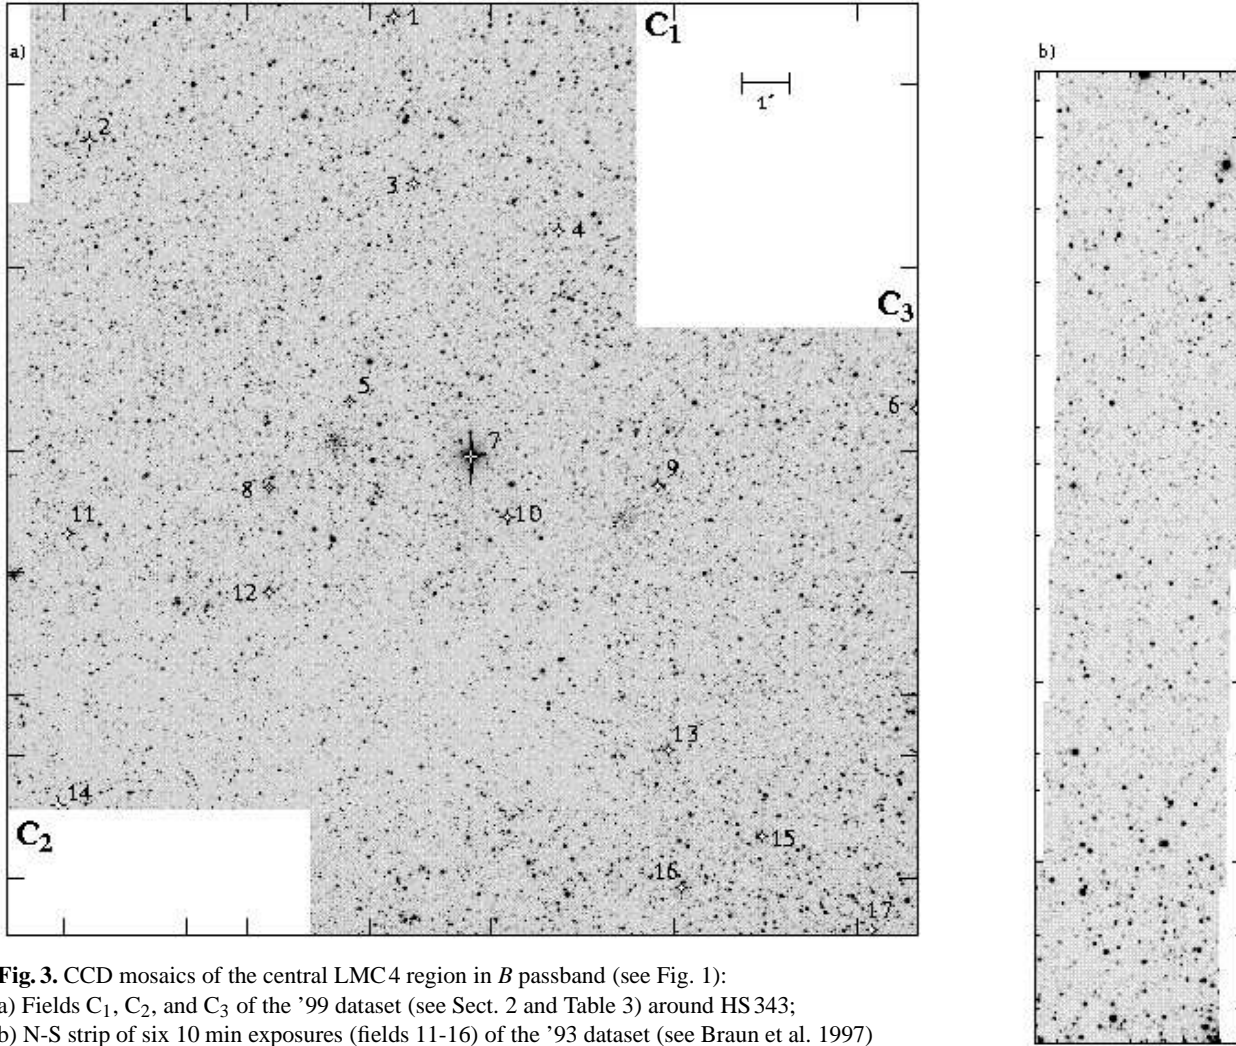 a)
1
C1
b)
1´
2
3
4
C3
5
6
7
8
9
10
11
12
13
14
C2
15
16
17
Fig. 3. CCD mosaics of the central LMC 4 region in B passband (see Fig. 1):
a) Fields C1, C2, and C3 of the '99 dataset (see Sect. 2 and Table 3) around HS 343;
b) N-S strip of six 10 min exposures (fields 11-16) of the '93 dataset (see Braun et al. 1997)